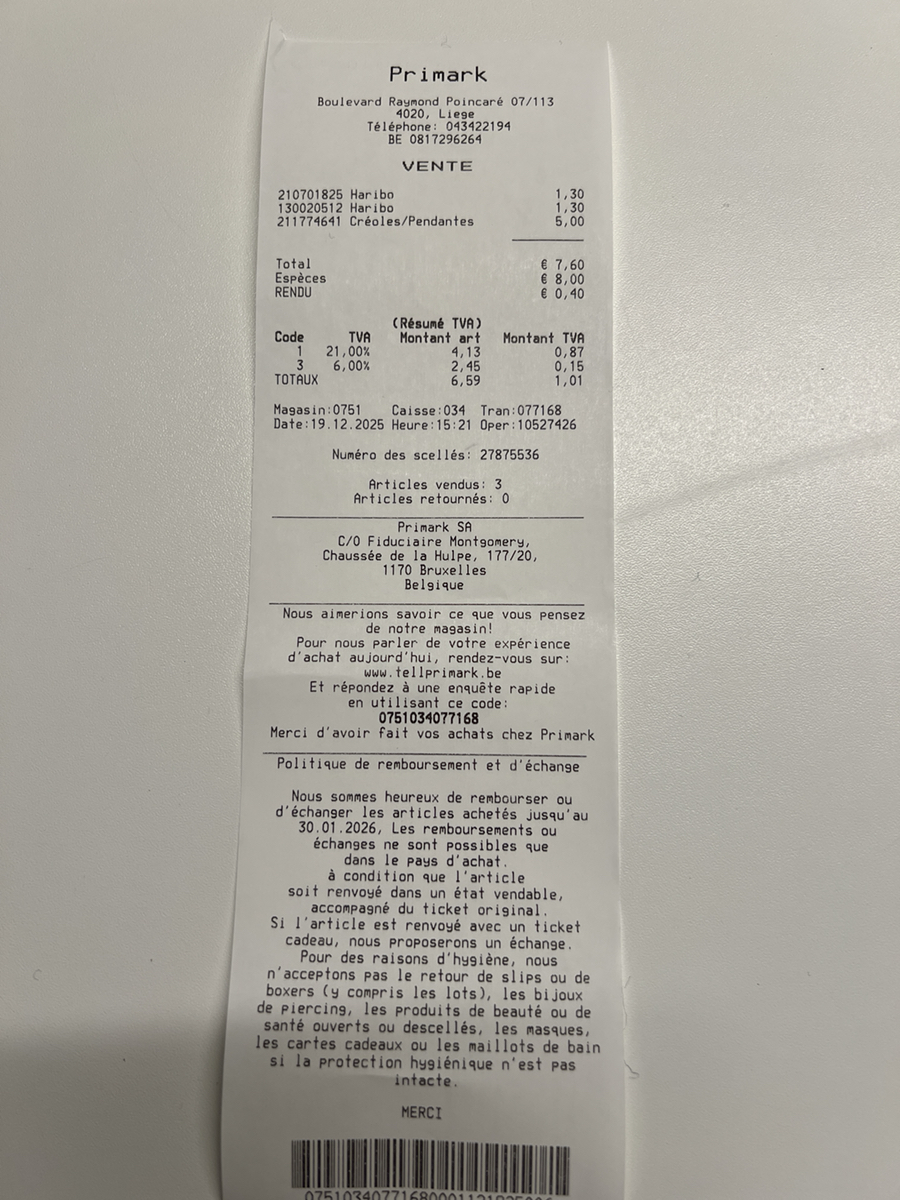 Primark
Boulevard Raymond Poincaré 07/113
4020, Liege
Téléphone: 043422194
BE 0817296264
VENTE
210701825 Haribo 1,30
130020512 Haribo 1,30
211774641 Créoles/Pendantes 5,00
Total € 7,60
Espèces € 8,00
RENDU € 0,40
(Résumé TVA)
Code TVA Montant art Montant TVA
1 21,00% 4,13 0,87
3 6,00% 2,45 0,15
TOTAUX 6,59 1,01
Magasin:0751 Caisse:034 Tran:077168
Date:19.12.2025 Heure:15:21 Oper:10527426
Numéro des scellés: 27875536
Articles vendus: 3
Articles retournés: 0
Primark SA
C/O Fiduciaire Montgomery,
Chaussée de la Hulpe, 177/20,
1170 Bruxelles
Belgique
Nous aimerions savoir ce que vous pensez
de notre magasin!
Pour nous parler de votre expérience
d'achat aujourd'hui, rendez-vous sur:
www.tellprimark.be
Et répondez à une enquête rapide
en utilisant ce code:
0751034077168
Merci d'avoir fait vos achats chez Primark
Politique de remboursement et d'échange
Nous sommes heureux de rembourser ou
d'échanger les articles achetés jusqu'au
30.01.2026, Les remboursements ou
échanges ne sont possibles que
dans le pays d'achat.
à condition que l'article
soit renvoyé dans un état vendable,
accompagné du ticket original.
Si l'article est renvoyé avec un ticket
cadeau, nous proposerons un échange.
Pour des raisons d'hygiène, nous
n'acceptons pas le retour de slips ou de
boxers (y compris les lots), les bijoux
de piercing, les produits de beauté ou de
santé ouverts ou descellés, les masques,
les cartes cadeaux ou les maillots de bain
si la protection hygiénique n'est pas
intacte.
MERCI